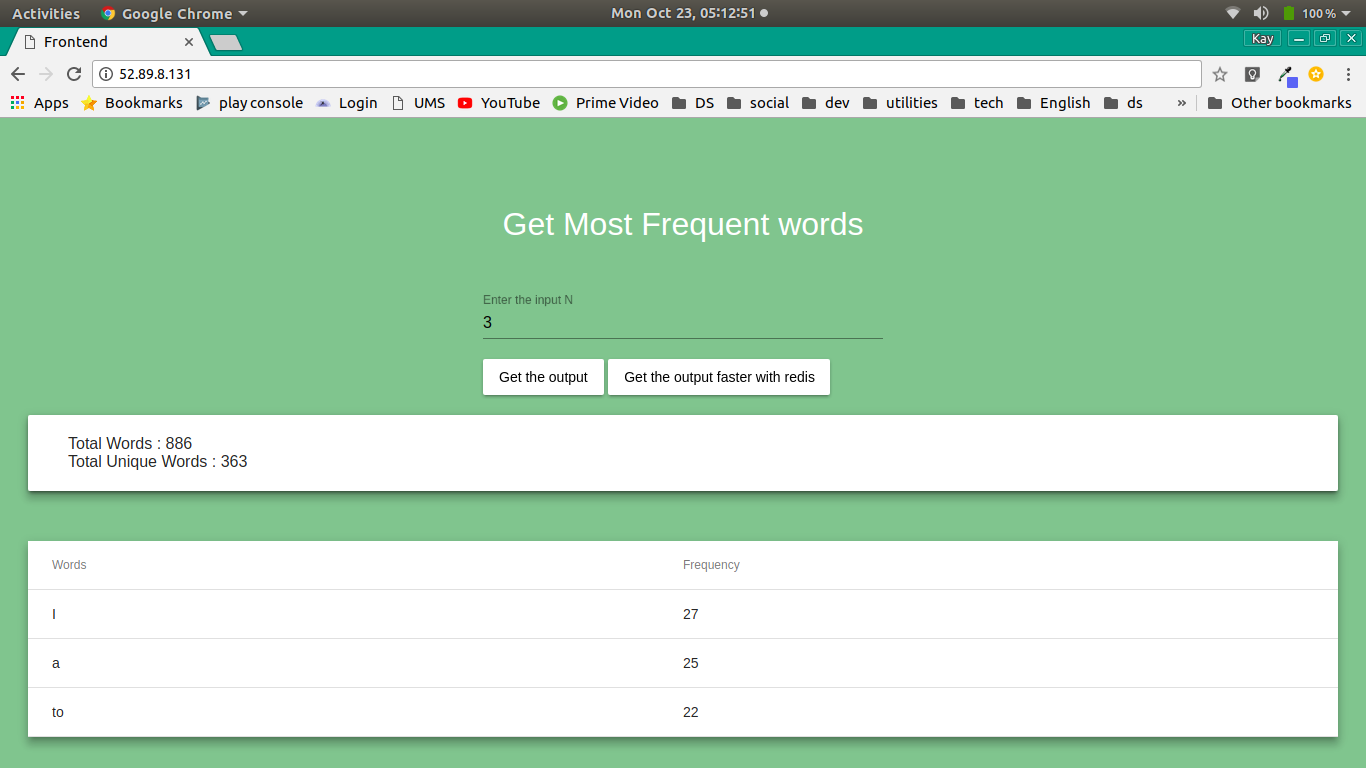 Activities Google Chrome Mon Oct 23, 05:12:51 100 %
Frontend Kay
52.89.8.131
Apps Bookmarks play console Login UMS YouTube Prime Video DS social dev utilities tech English ds » Other bookmarks
Get Most Frequent words
Enter the input N
3
Get the output Get the output faster with redis
Total Words : 886
Total Unique Words : 363
Words Frequency
I 27
a 25
to 22